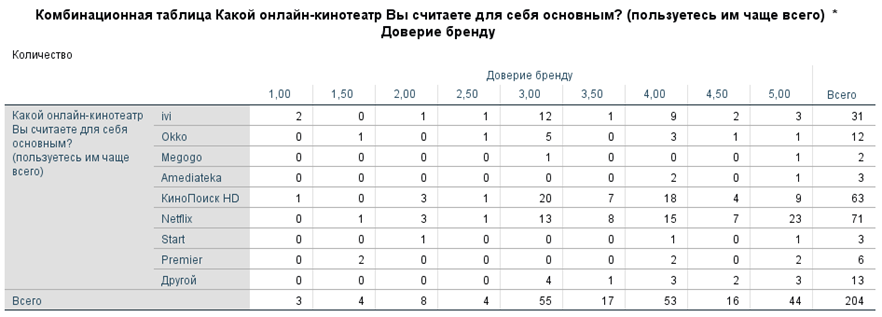 Комбинационная таблица Какой онлайн-кинотеатр Вы считаете для себя основным? (пользуетесь им чаще всего) *
Доверие бренду
Количество
Доверие бренду
1,00 1,50 2,00 2,50 3,00 3,50 4,00 4,50 5,00 Всего
Какой онлайн-кинотеатр ivi 2 0 1 1 12 1 9 2 3 31
Вы считаете для себя Okko 0 1 0 1 5 0 3 1 1 12
основным?
(пользуетесь им чаще Megogo 0 0 0 0 1 0 0 0 1 2
всего) Amediateka 0 0 0 0 0 0 2 0 1 3
КиноПоиск HD 1 0 3 1 20 7 18 4 9 63
Netflix 0 1 3 1 13 8 15 7 23 71
Start 0 0 1 0 0 0 1 0 1 3
Premier 0 2 0 0 0 0 2 0 2 6
Другой 0 0 0 0 4 1 3 2 3 13
Всего 3 4 8 4 55 17 53 16 44 204